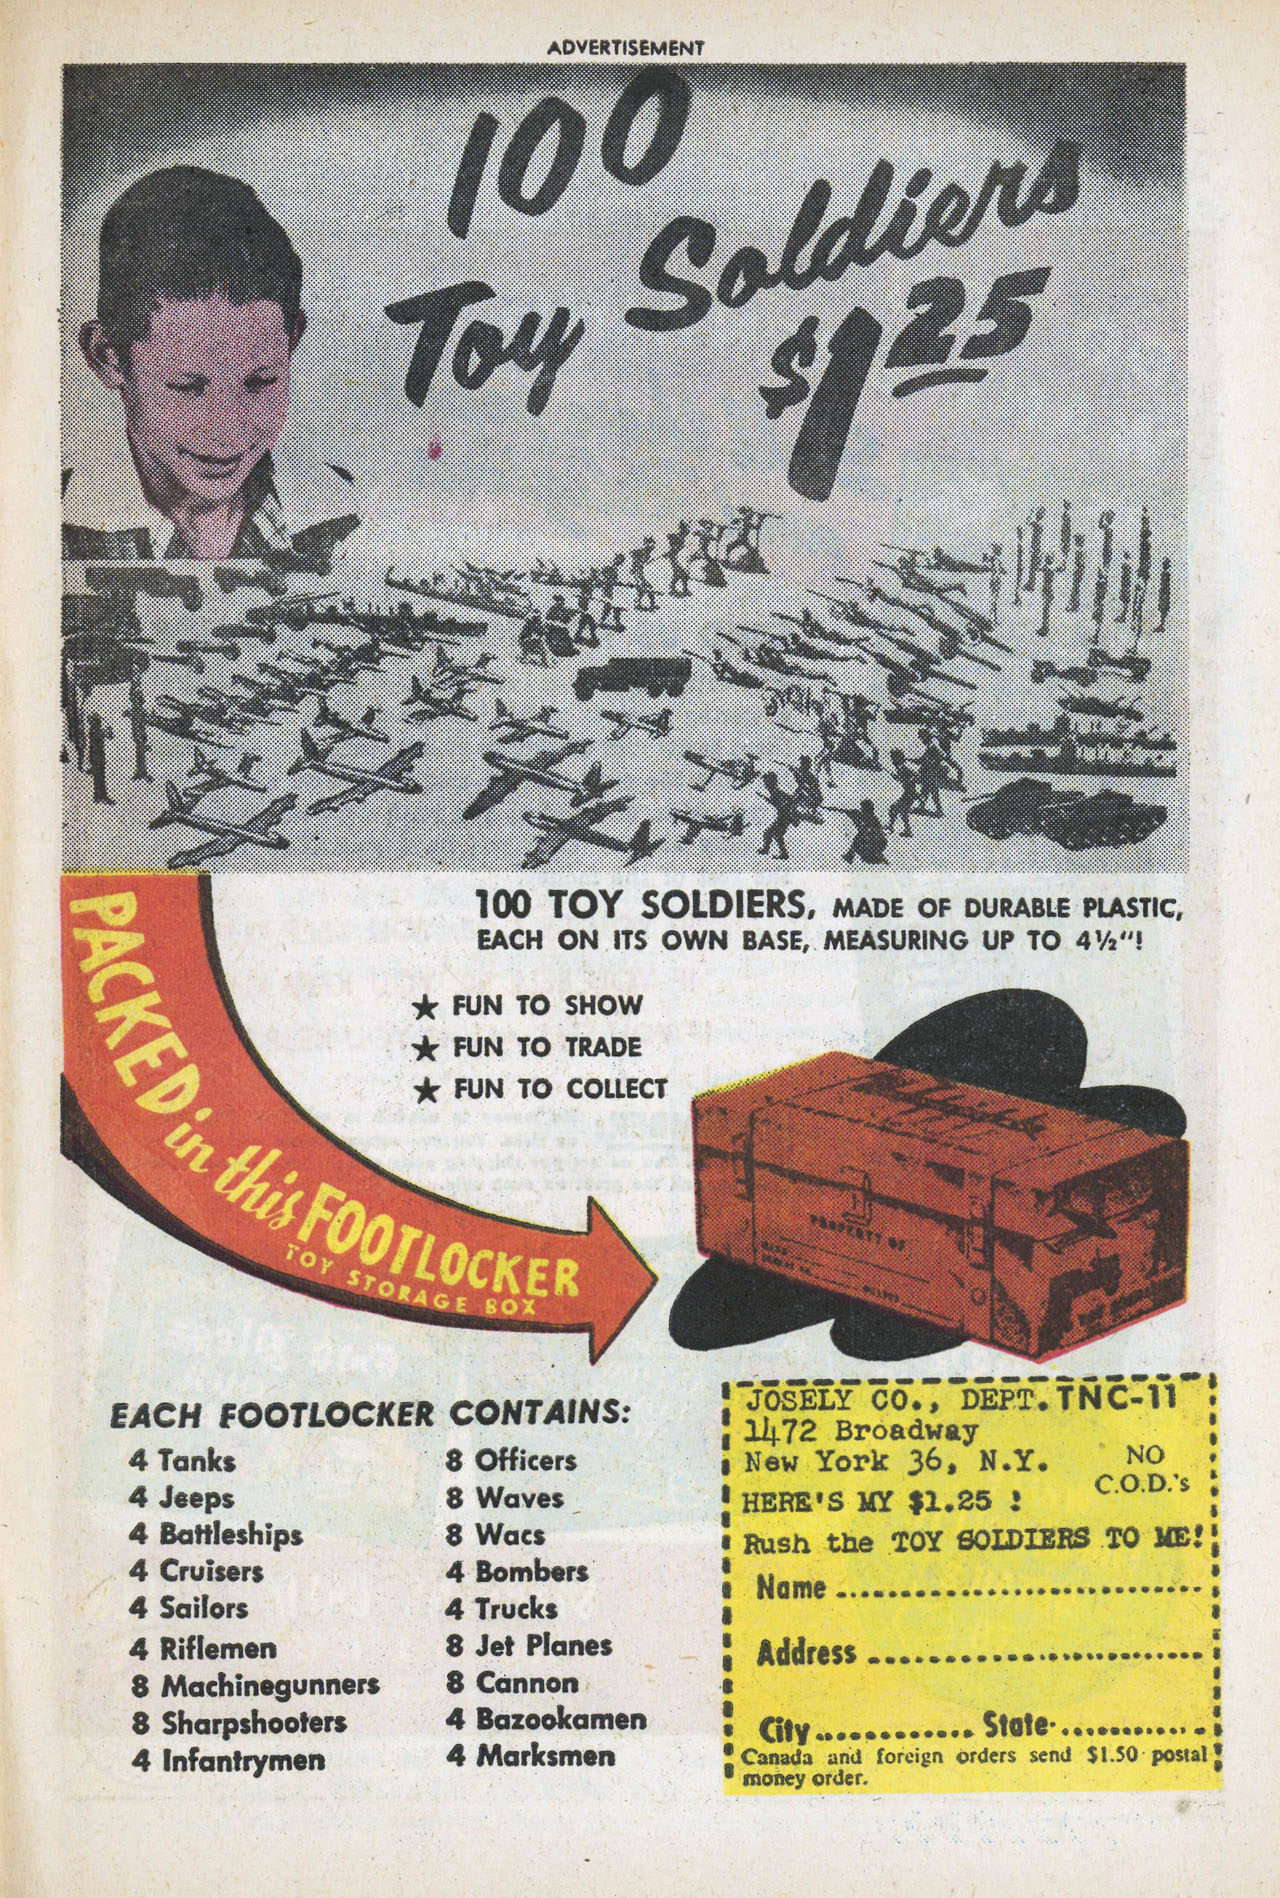 ADVERTISEMENT
100
Toy Soldiers
$1.25
100 TOY SOLDIERS, MADE OF DURABLE PLASTIC,
EACH ON ITS OWN BASE, MEASURING UP TO 4½"!
★ FUN TO SHOW
★ FUN TO TRADE
★ FUN TO COLLECT
PACKED in this FOOTLOCKER
TOY STORAGE BOX
PROPERTY OF
EACH FOOTLOCKER CONTAINS:
4 Tanks
4 Jeeps
4 Battleships
4 Cruisers
4 Sailors
4 Riflemen
8 Machinegunners
8 Sharpshooters
4 Infantrymen
8 Officers
8 Waves
8 Wacs
4 Bombers
4 Trucks
8 Jet Planes
8 Cannon
4 Bazookamen
4 Marksmen
JOSELY CO., DEPT. TNC-11
1472 Broadway
New York 36, N.Y.
NO
C.O.D.'s
HERE'S MY $1.25 !
Rush the TOY SOLDIERS TO ME!
Name
Address
City State
Canada and foreign orders send $1.50 postal
money order.